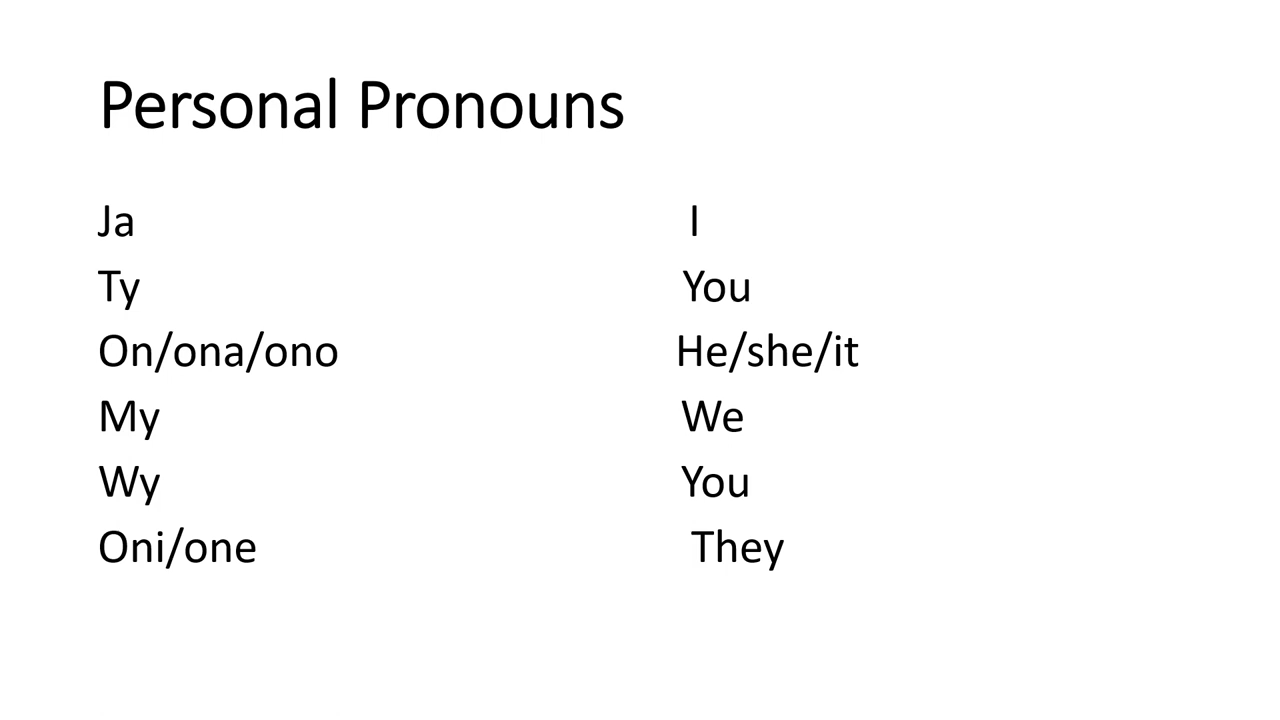 Personal Pronouns
Ja I
Ty You
On/ona/ono He/she/it
My We
Wy You
Oni/one They